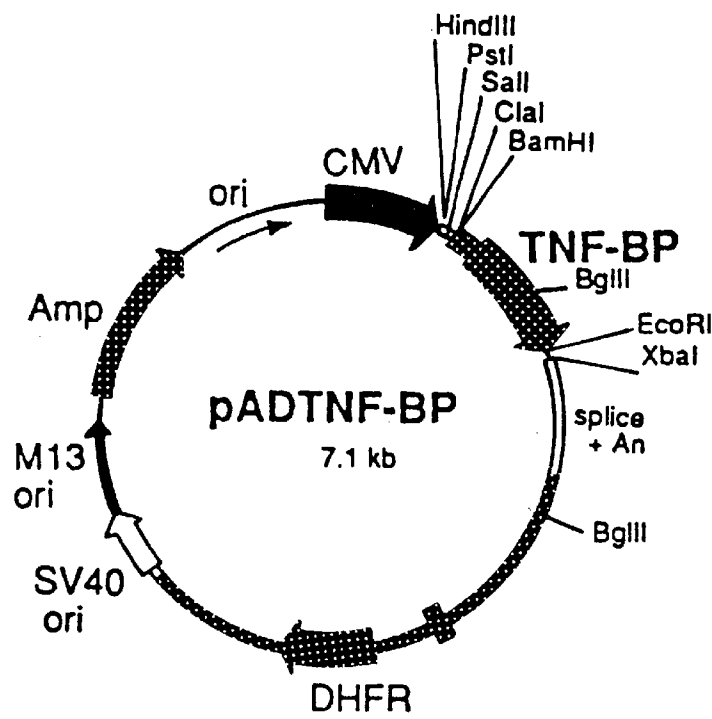 HindIII
PstI
SalI
ClaI
BamHI
CMV
ori
TNF-BP
BglII
EcoRI
XbaI
Amp
pADTNF-BP
7.1 kb
splice
+ An
M13
ori
BglII
SV40
ori
DHFR